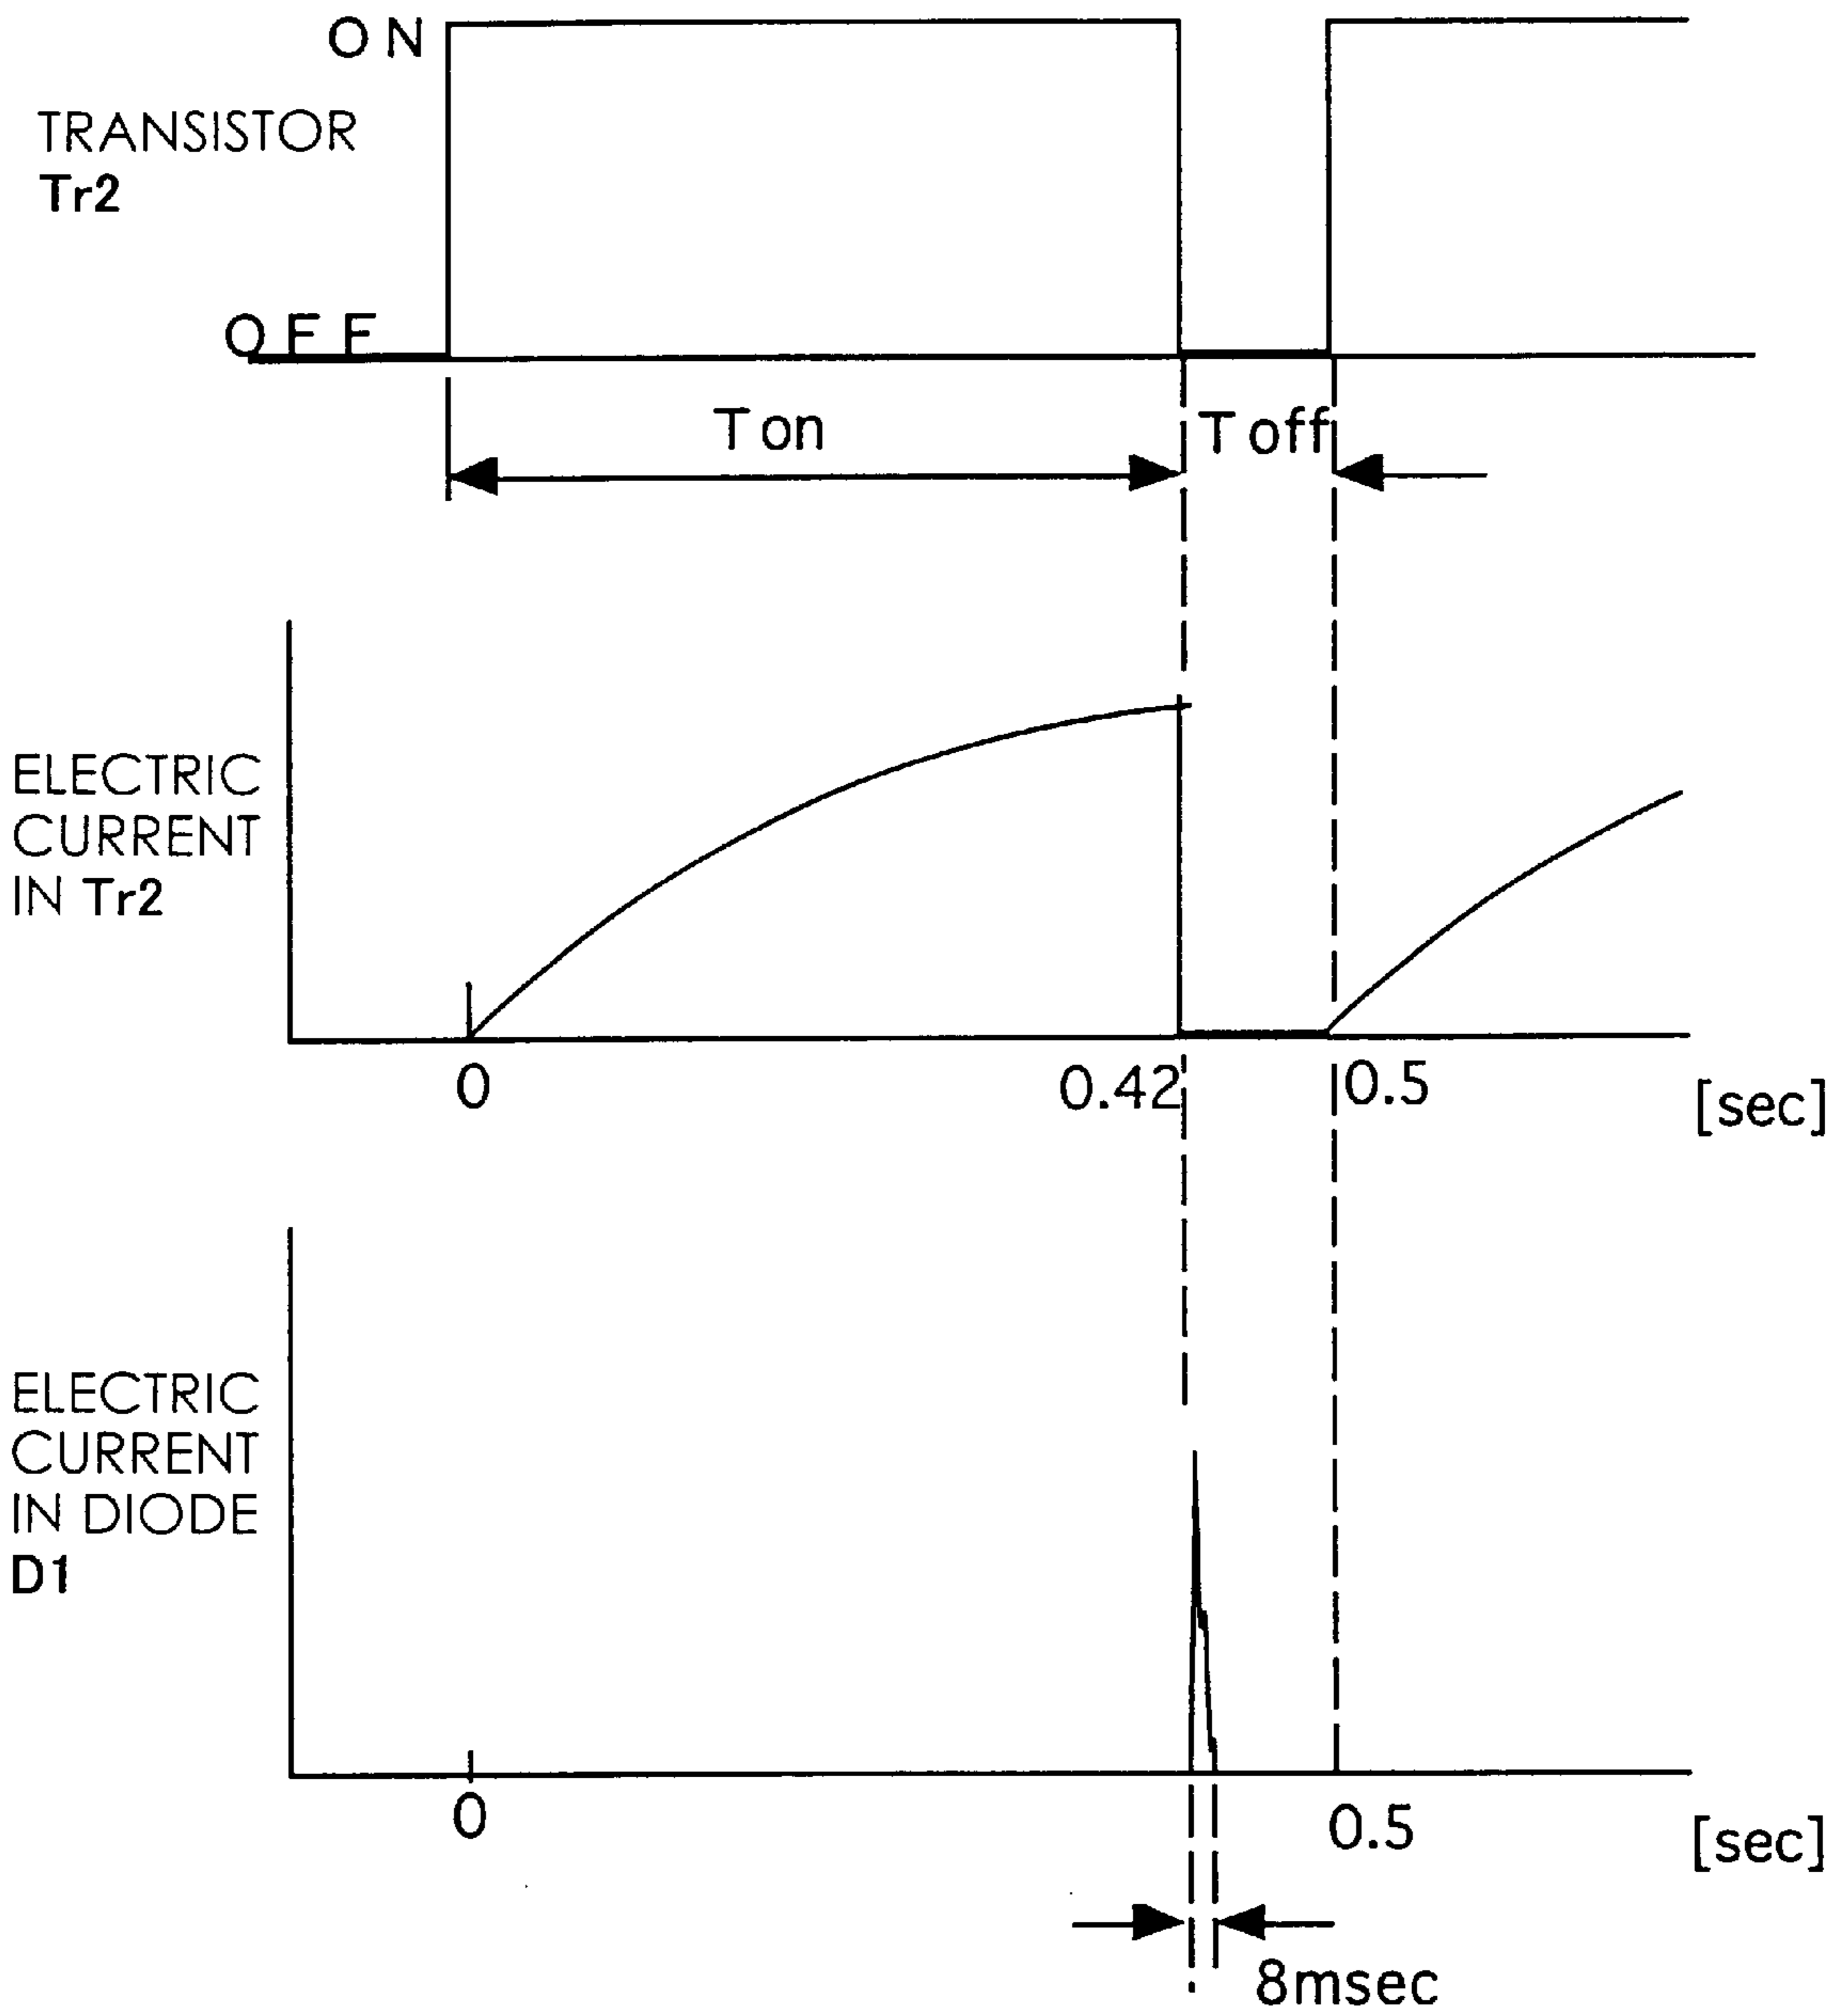 ON
TRANSISTOR
Tr2
OFF
Ton
Toff
ELECTRIC
CURRENT
IN Tr2
0
0.42
0.5
[sec]
ELECTRIC
CURRENT
IN DIODE
D1
0
0.5
[sec]
8msec